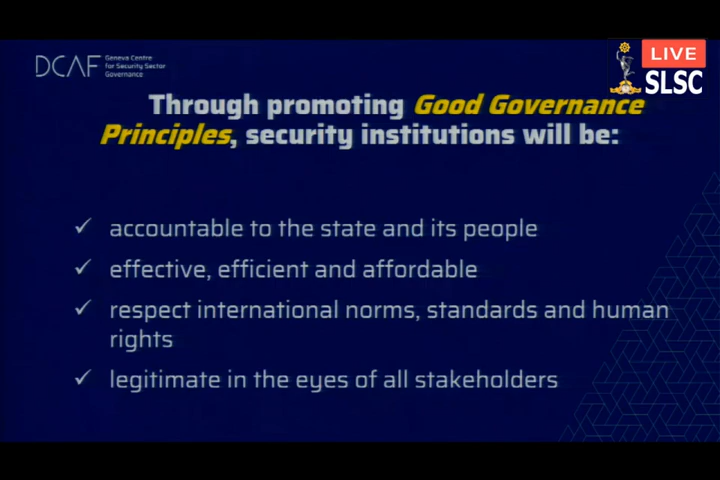 DCAF
Geneva Centre
for Security Sector
Governance
LIVE
SLSC
Through promoting Good Governance
Principles, security institutions will be:
✓ accountable to the state and its people
✓ effective, efficient and affordable
✓ respect international norms, standards and human
rights
✓ legitimate in the eyes of all stakeholders